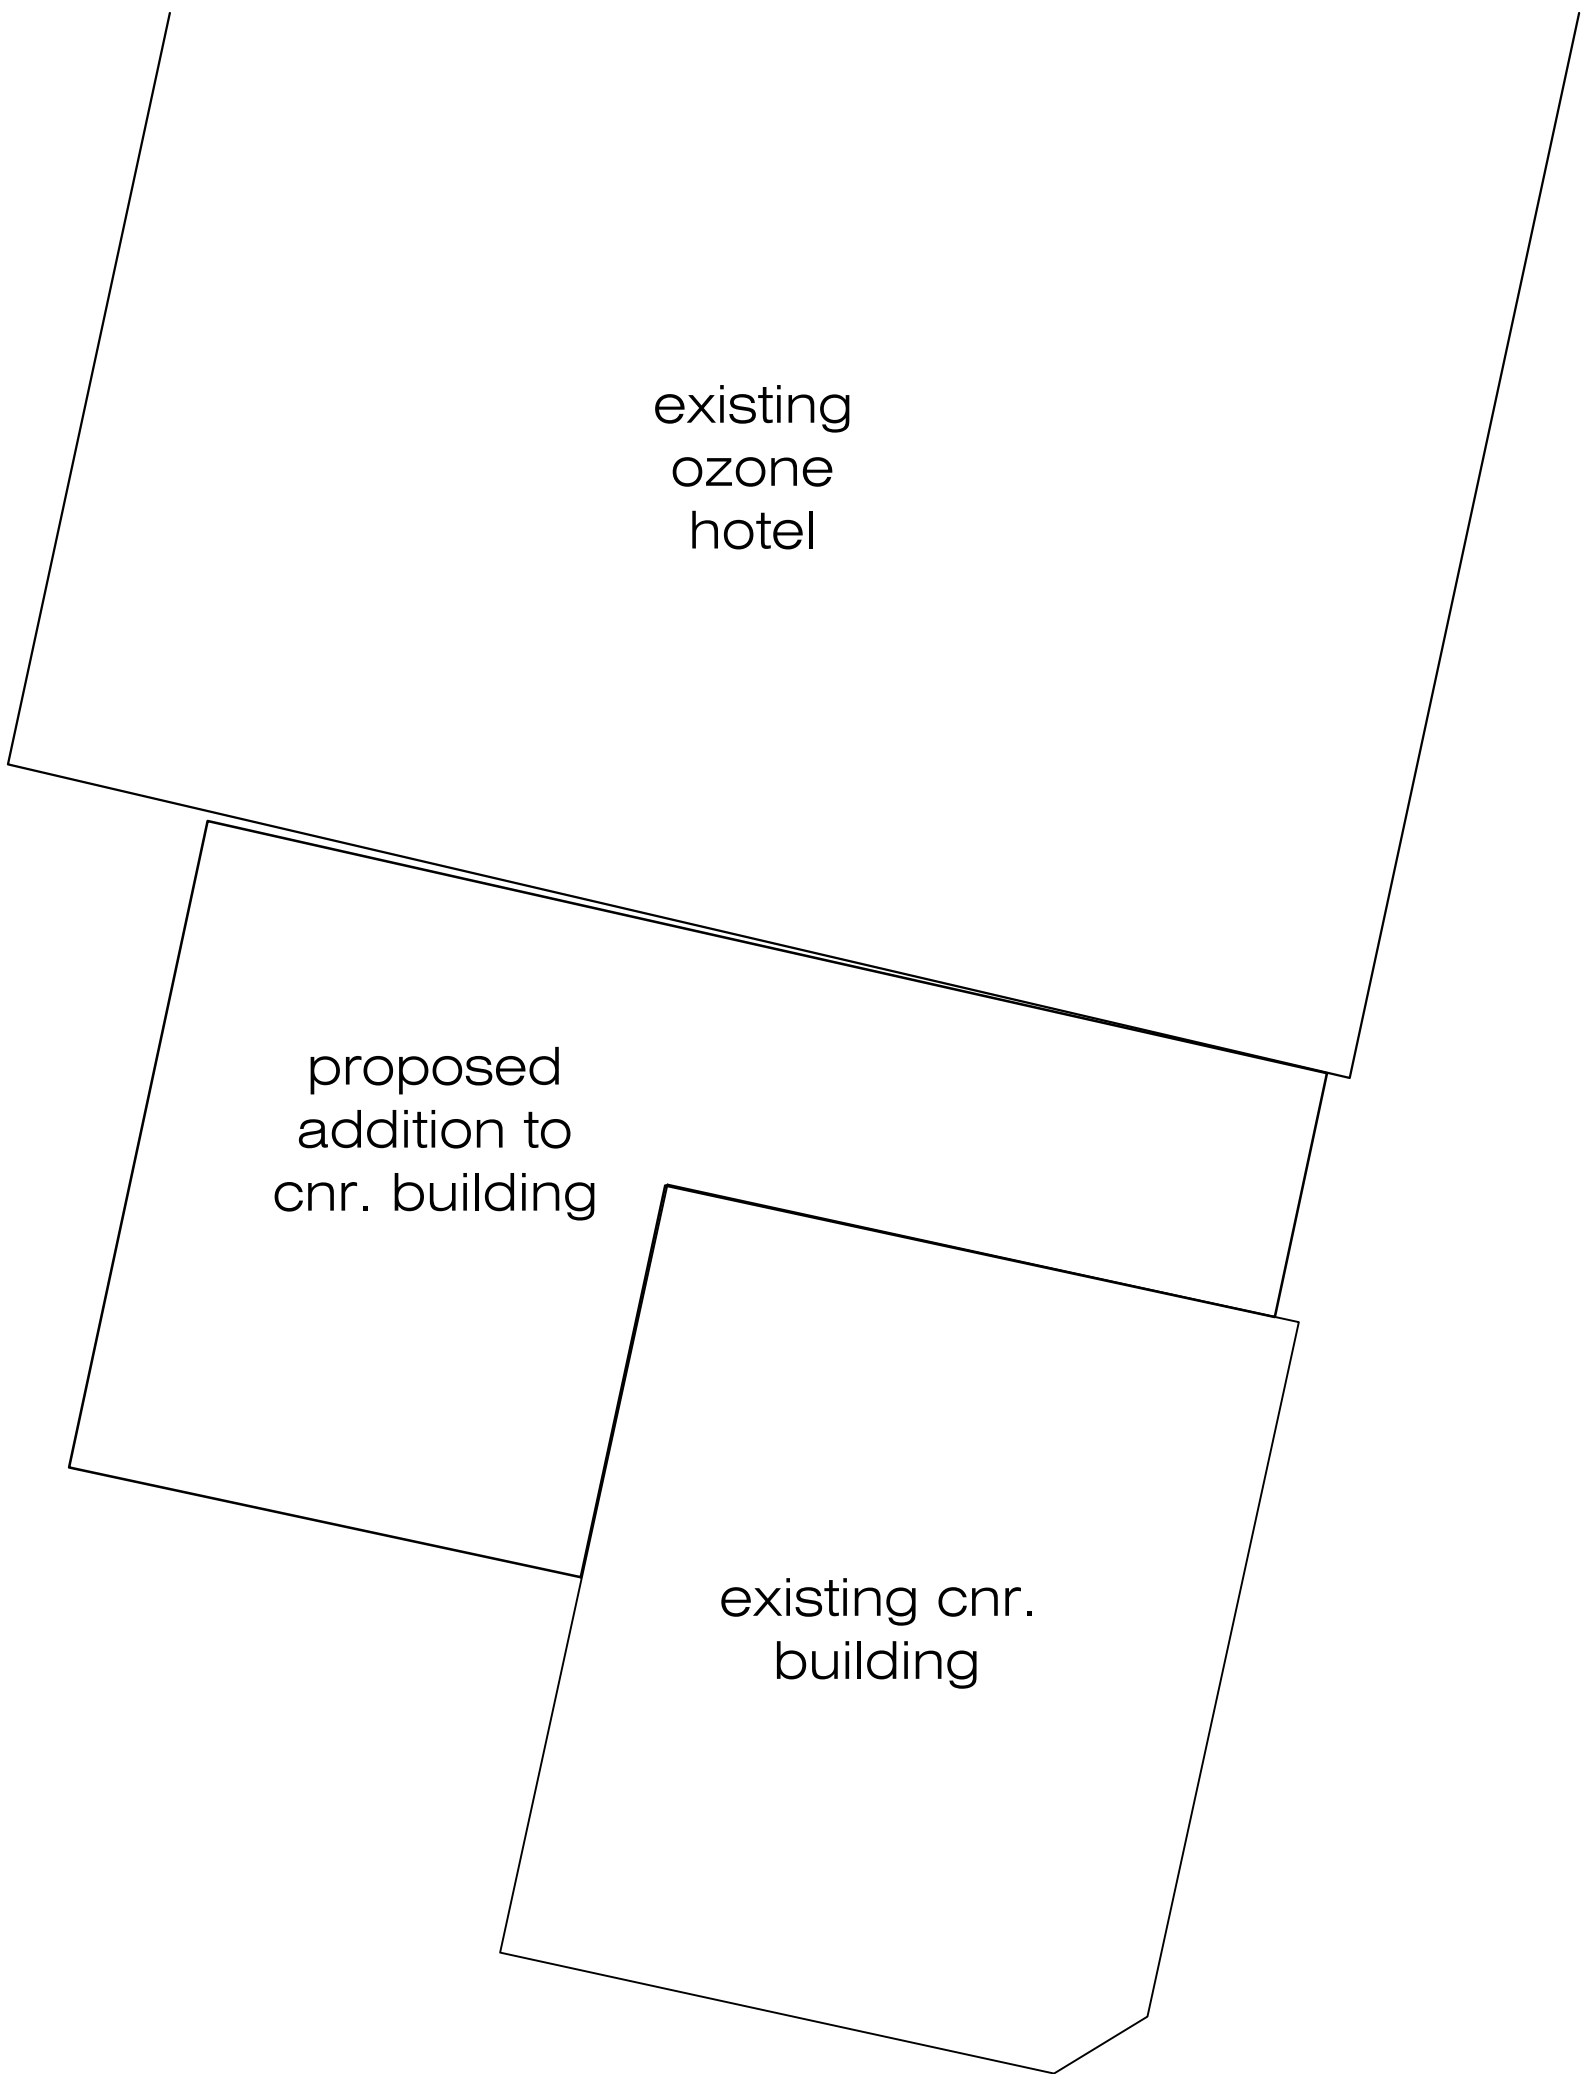 existing
ozone
hotel
proposed
addition to
cnr. building
existing cnr.
building